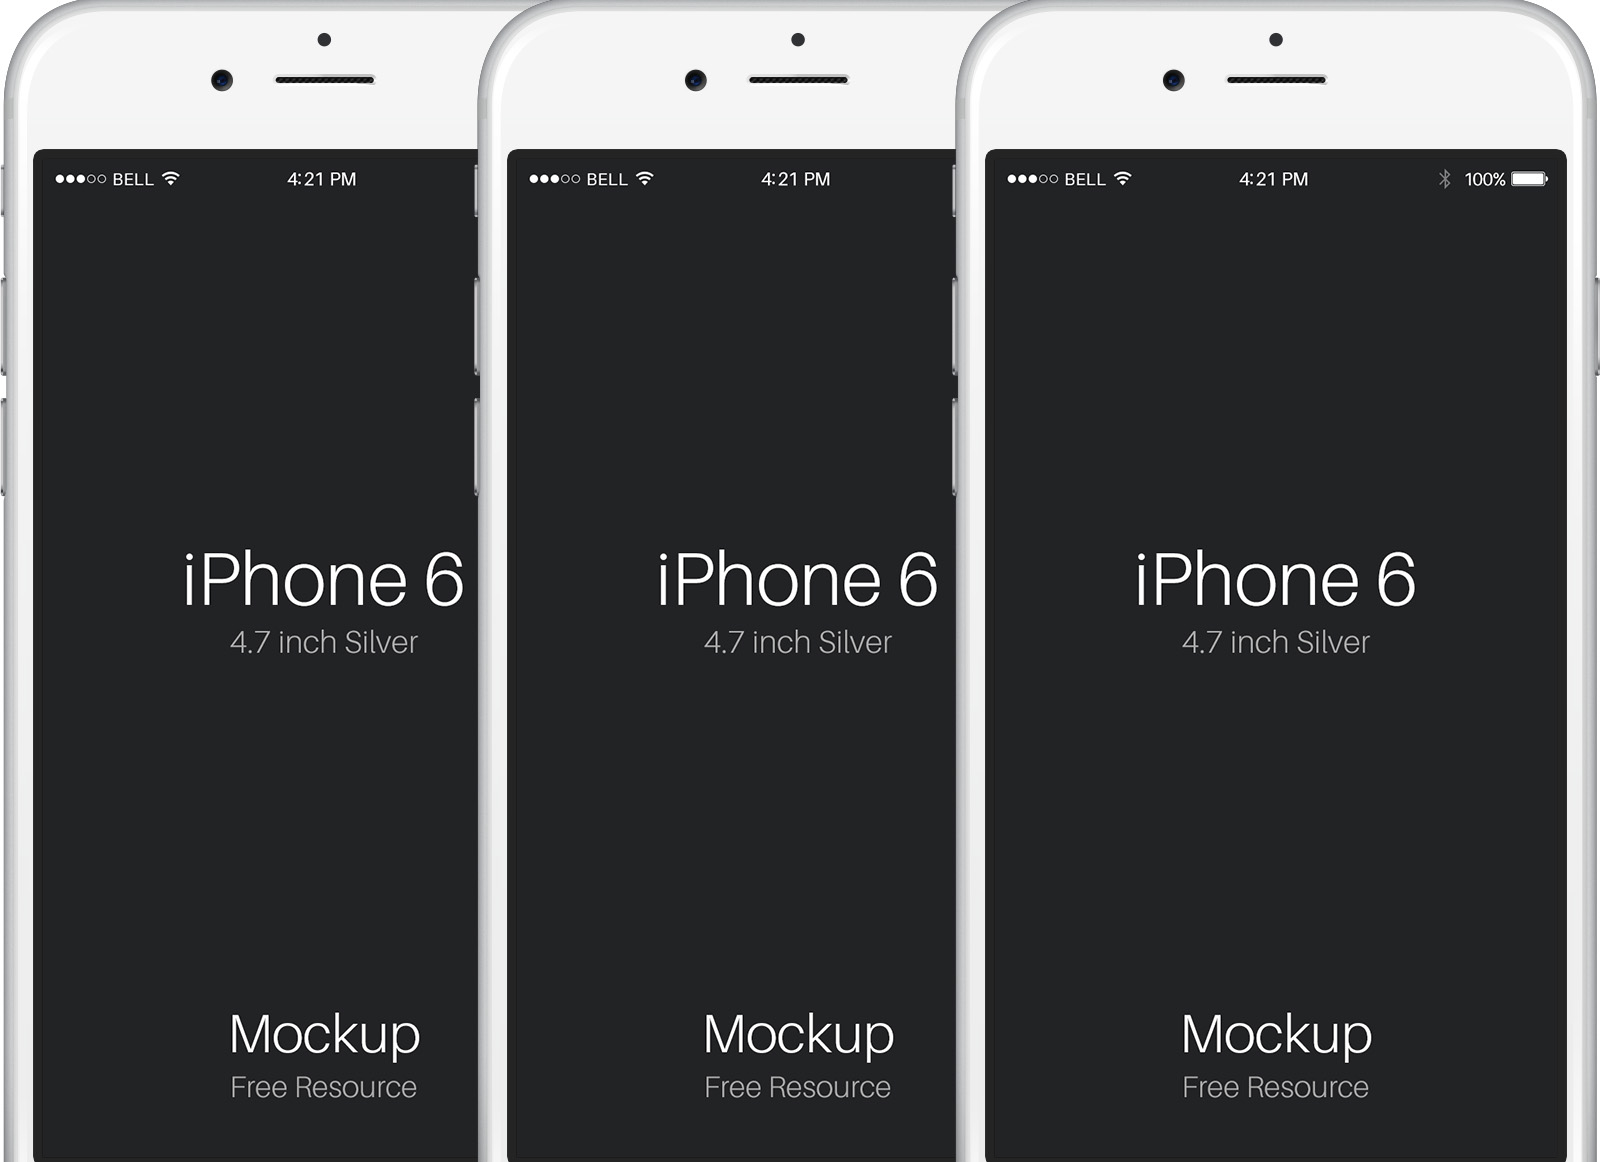 BELL 4:21 PM
iPhone 6
4.7 inch Silver
Mockup
Free Resource
BELL 4:21 PM
iPhone 6
4.7 inch Silver
Mockup
Free Resource
BELL 4:21 PM 100%
iPhone 6
4.7 inch Silver
Mockup
Free Resource